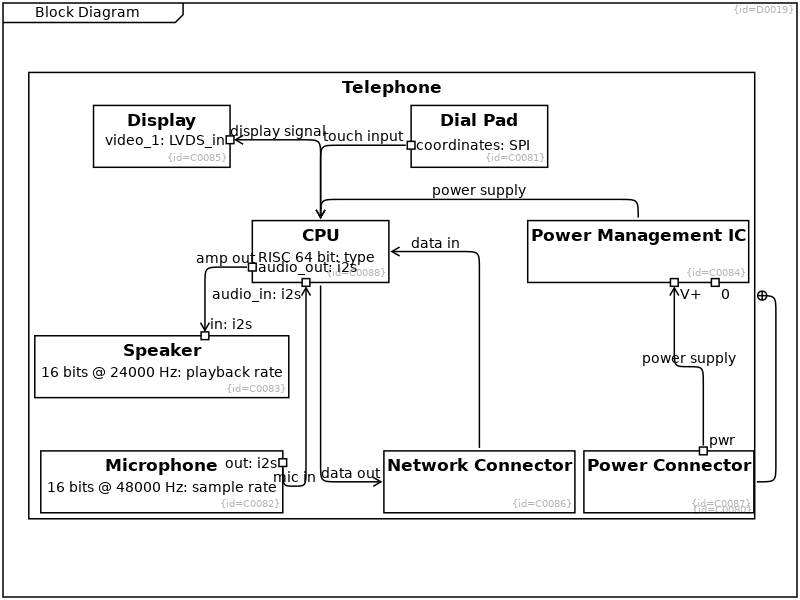 Block Diagram
{id=D0019}
Telephone
Display
video_1: LVDS_in
{id=C0085}
display signal
touch input
Dial Pad
coordinates: SPI
{id=C0081}
power supply
CPU
RISC 64 bit: type
audio_out: i2s
{id=C0088}
amp out
audio_in: i2s
data in
Power Management IC
{id=C0084}
V+
0
in: i2s
Speaker
16 bits @ 24000 Hz: playback rate
{id=C0083}
power supply
pwr
Microphone
out: i2s
16 bits @ 48000 Hz: sample rate
{id=C0082}
mic in
data out
Network Connector
{id=C0086}
Power Connector
{id=C0087}
{id=C0080}